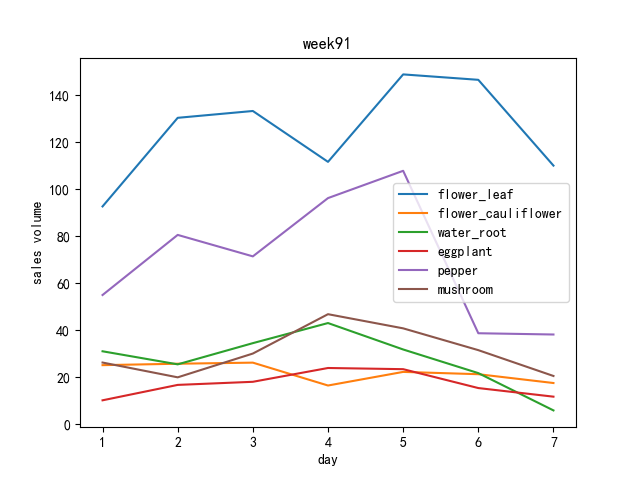 week91
sales volume
140
120
100
80
60
40
20
0
flower_leaf
flower_cauliflower
water_root
eggplant
pepper
mushroom
1 2 3 4 5 6 7
day